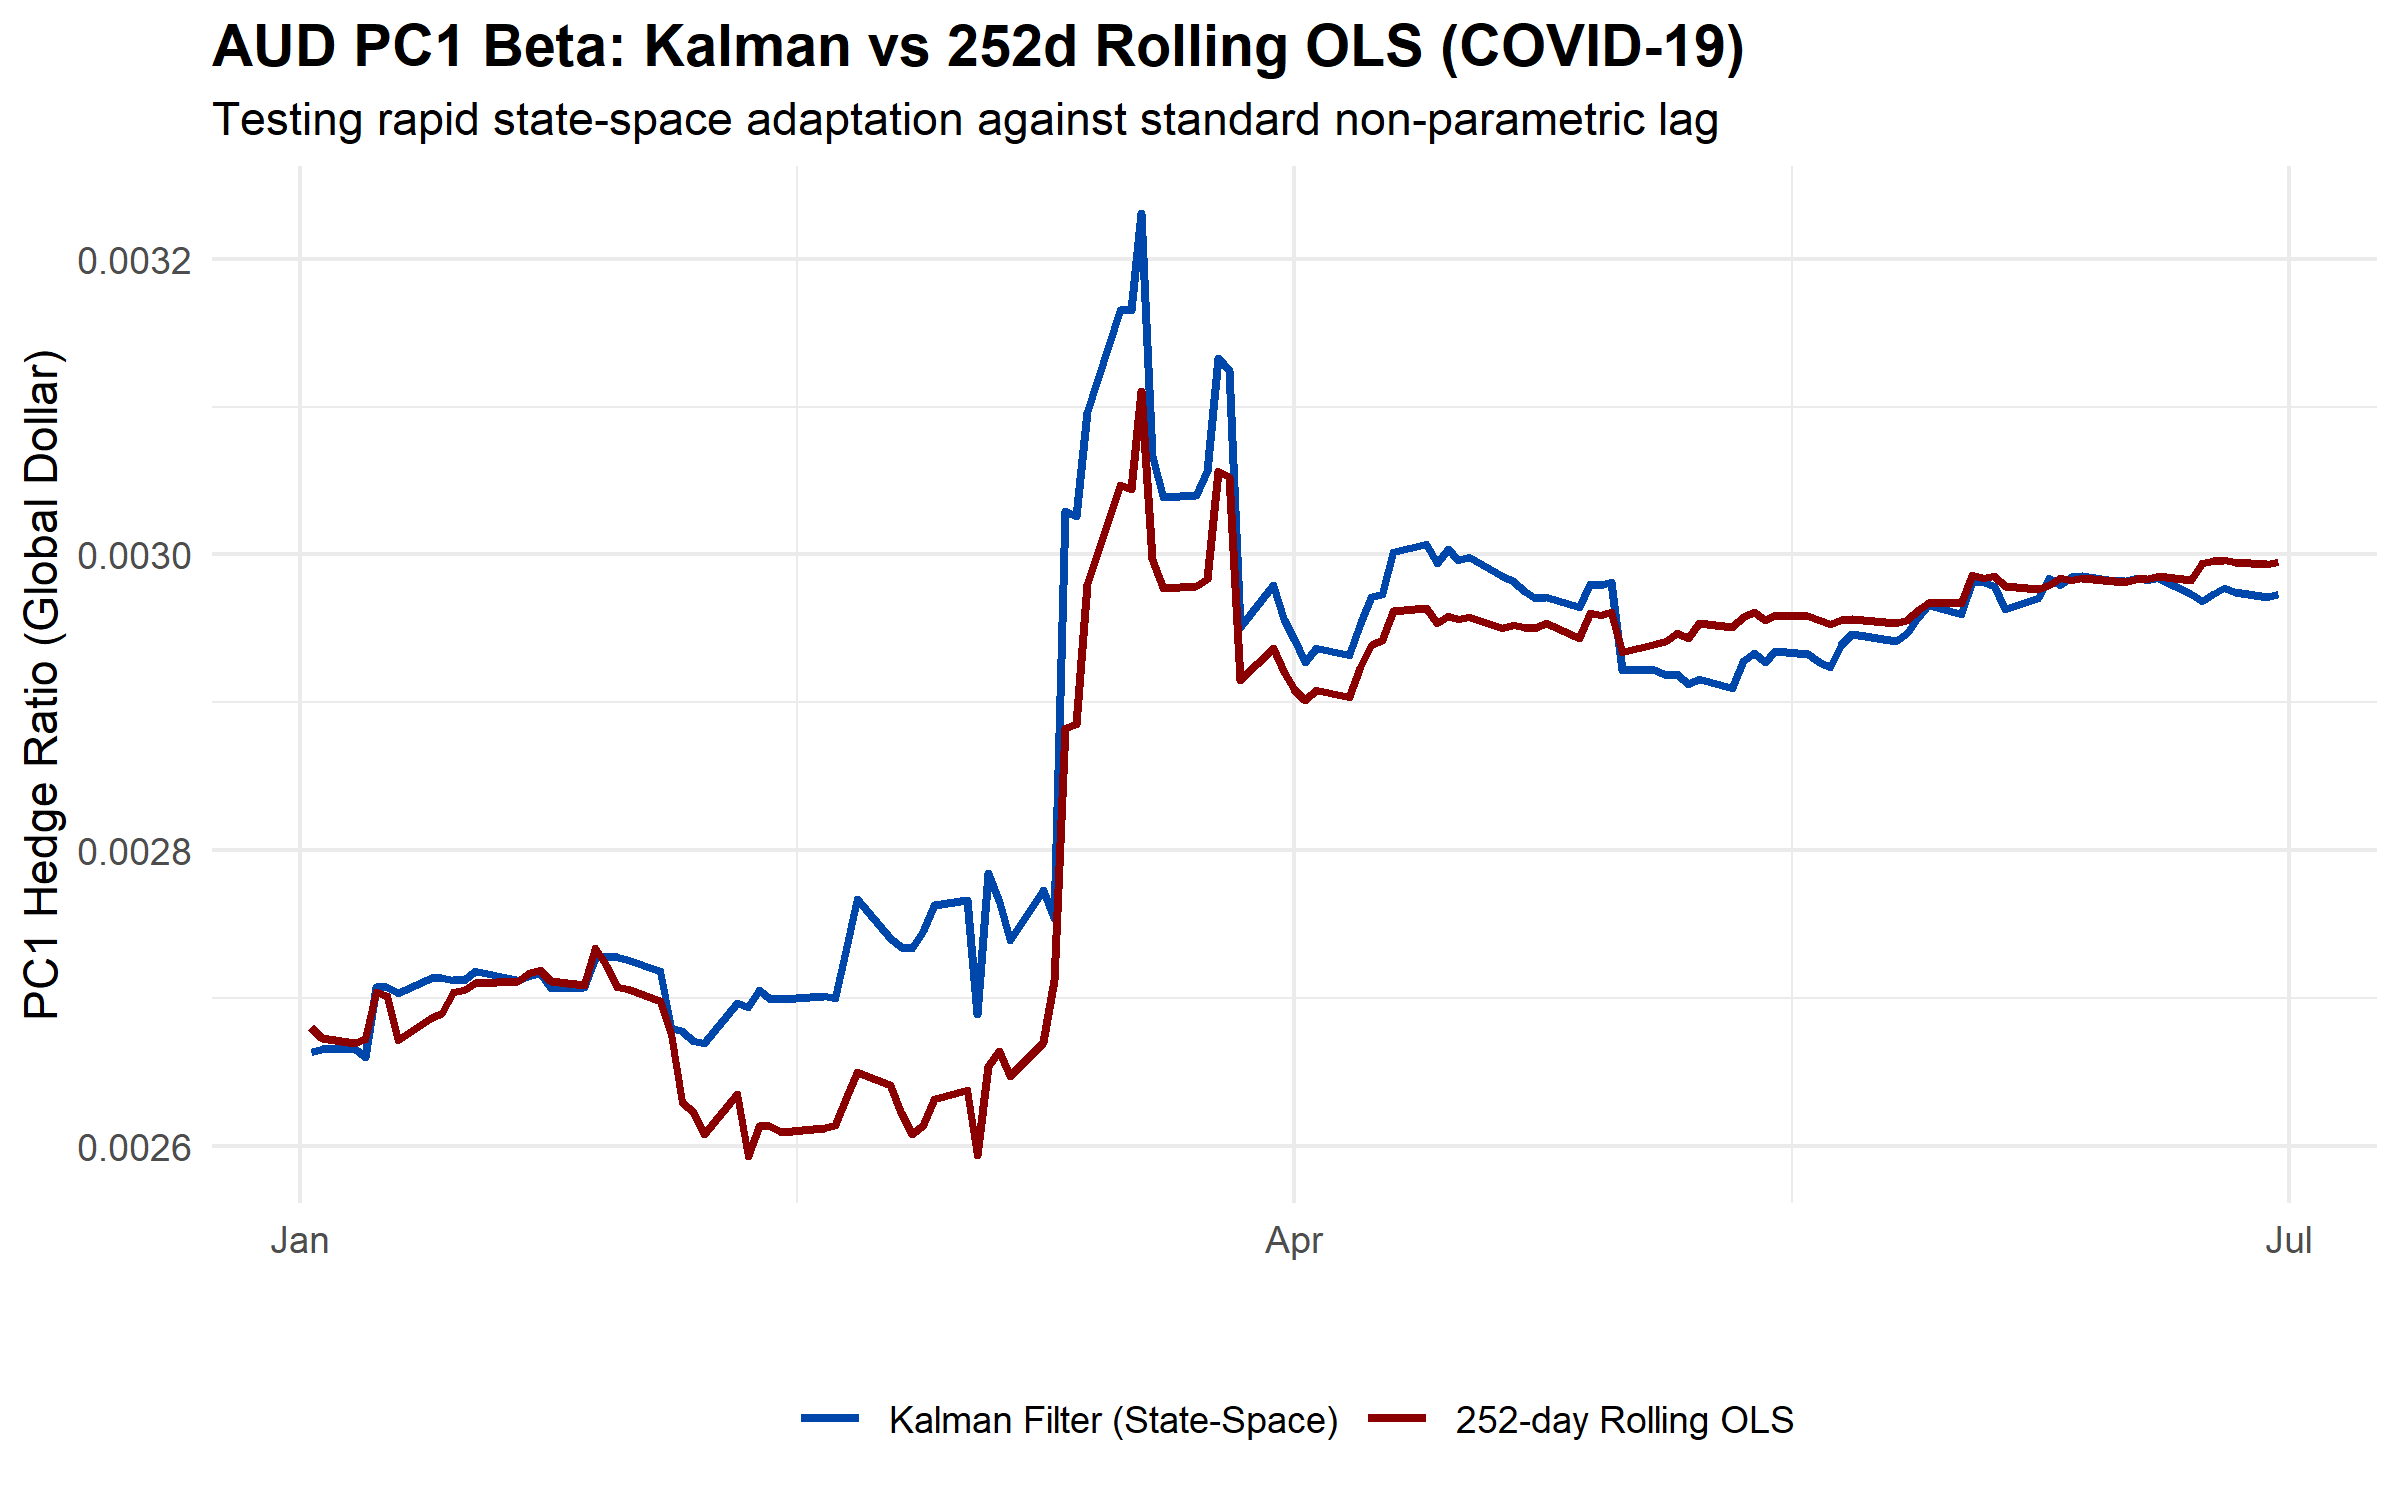 AUD PC1 Beta: Kalman vs 252d Rolling OLS (COVID-19)
Testing rapid state-space adaptation against standard non-parametric lag
PC1 Hedge Ratio (Global Dollar)
0.0032
0.0030
0.0028
0.0026
Jan
Apr
Jul
Kalman Filter (State-Space)
252-day Rolling OLS